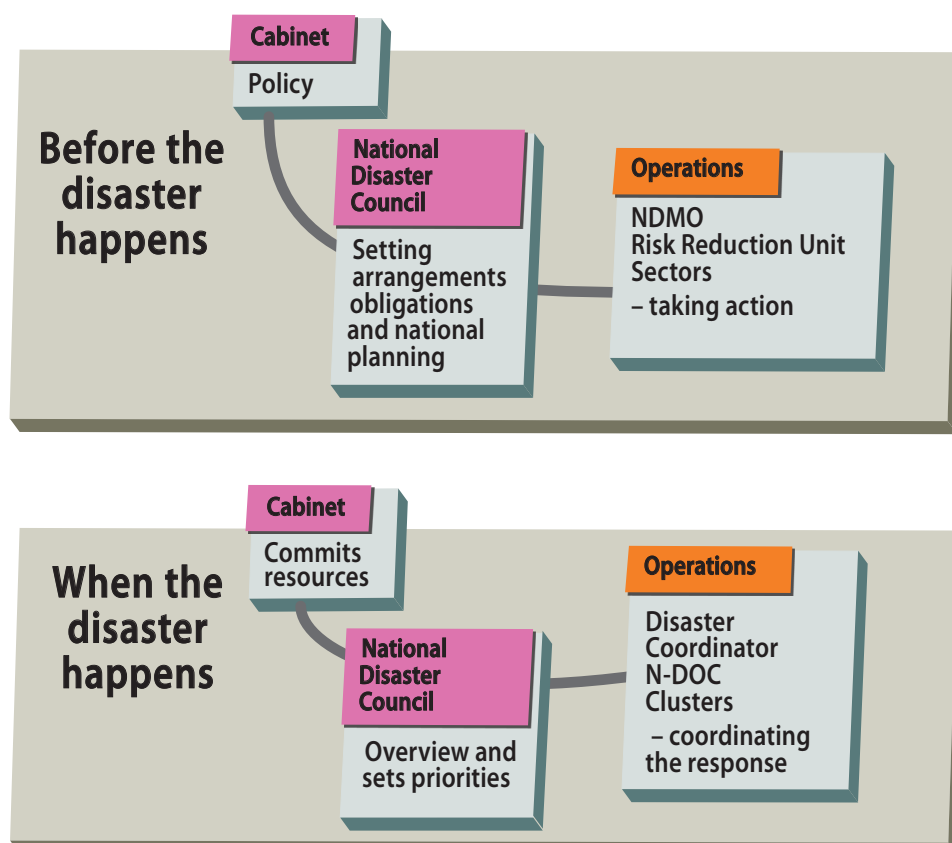 Before the
disaster
happens
Cabinet
Policy
National
Disaster
Council
Setting
arrangements
obligations
and national
planning
Operations
NDMO
Risk Reduction Unit
Sectors
– taking action
When the
disaster
happens
Cabinet
Commits
resources
National
Disaster
Council
Overview and
sets priorities
Operations
Disaster
Coordinator
N-DOC
Clusters
– coordinating
the response